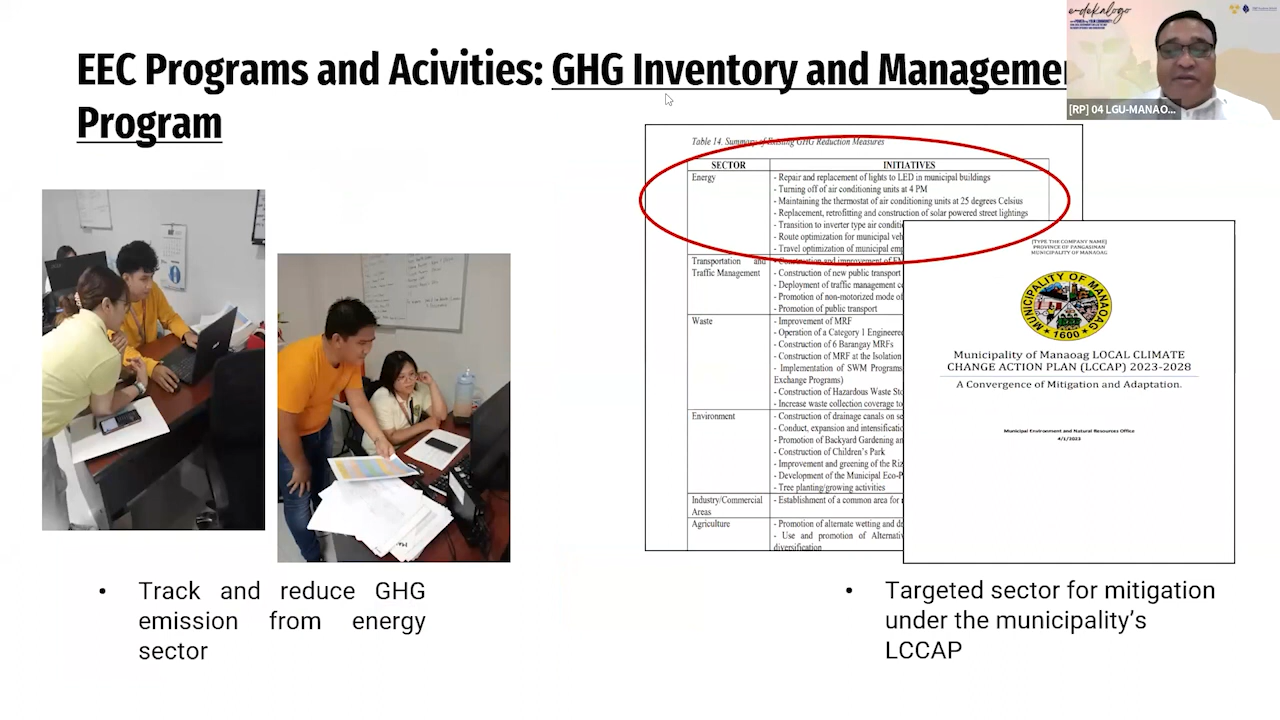 EEC Programs and Acivities: GHG Inventory and Managemen
Program
e-dekalogo
[RP] 04 LGU-MANAO...
Table 14. Summary of Existing GHG Reduction Measures
SECTOR INITIATIVES
Energy - Repair and replacement of lights to LED in municipal buildings
- Turning off of air conditioning units at 4 PM
- Maintaining the thermostat of air conditioning units at 25 degrees Celsius
- Replacement, retrofitting and construction of solar powered street lightings
- Transition to inverter type air conditi
- Route optimization for municipal veh
- Travel optimization of municipal emp
Transportation and - Construction and improvement of FM
Traffic Management - Construction of new public transport
- Deployment of traffic management co
- Promotion of non-motorized mode of
- Promotion of public transport
Waste - Improvement of MRF
- Operation of a Category 1 Engineered
- Construction of 6 Barangay MRFs
- Construction of MRF at the Isolation
- Implementation of SWM Programs
Exchange Programs)
- Construction of Hazardous Waste Sto
- Increase waste collection coverage to
Environment - Construction of drainage canals on se
- Conduct, expansion and intensificatio
- Promotion of Backyard Gardening an
- Construction of Children's Park
- Improvement and greening of the Riz
- Development of the Municipal Eco-P
- Tree planting/growing activities
Industry/Commercial - Establishment of a common area for
Areas
Agriculture - Promotion of alternate wetting and d
- Use and promotion of Alternativ
diversification
[TYPE THE COMPANY NAME]
PROVINCE OF PANGASINAN
MUNICIPALITY OF MANAOAG
MUNICIPALITY OF MANAOAG
1600
Municipality of Manaoag LOCAL CLIMATE
CHANGE ACTION PLAN (LCCAP) 2023-2028
A Convergence of Mitigation and Adaptation.
Municipal Environment and Natural Resources Office
4/1/2023
• Track and reduce GHG
emission from energy
sector
• Targeted sector for mitigation
under the municipality's
LCCAP